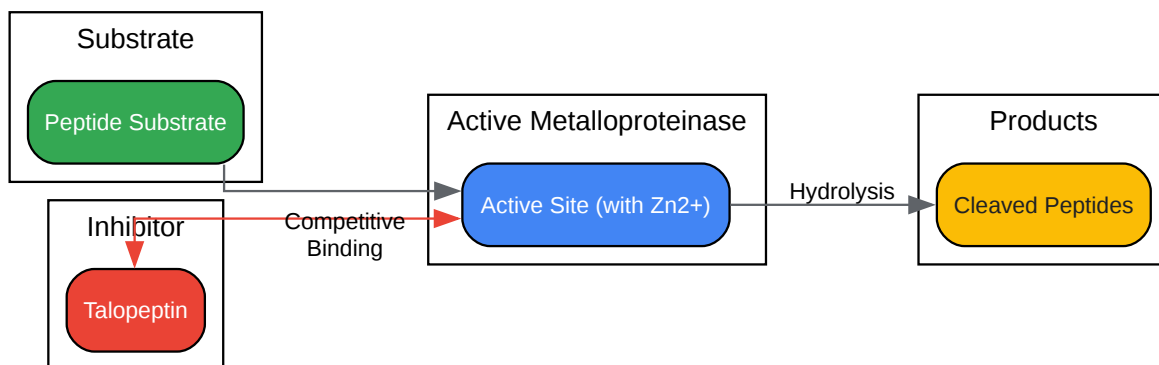 Substrate
Peptide Substrate
Active Metalloproteinase
Products
Active Site (with Zn2+)
Hydrolysis
Cleaved Peptides
Inhibitor
Competitive
Binding
Talopeptin